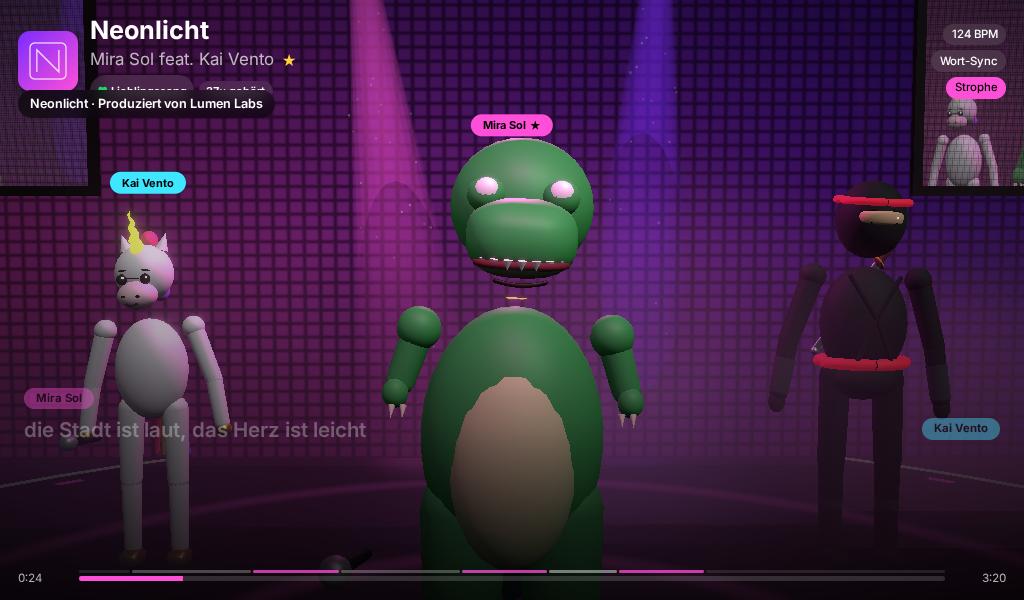 Neonlicht
Mira Sol feat. Kai Vento ★
Neonlicht · Produziert von Lumen Labs
124 BPM
Wort-Sync
Strophe
Mira Sol ★
Kai Vento
Mira Sol
die Stadt ist laut, das Herz ist leicht
Kai Vento
0:24
3:20